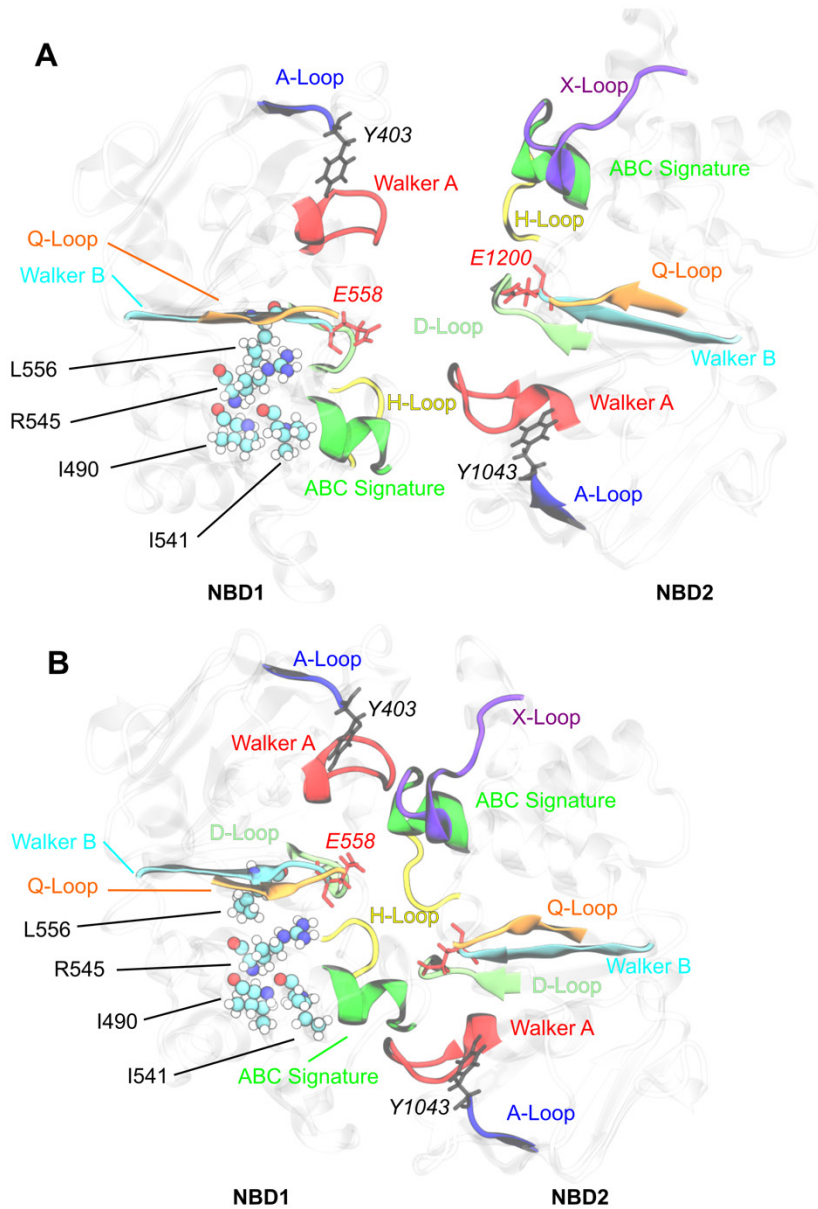 A
A-Loop
X-Loop
Y403
ABC Signature
Walker A
H-Loop
Q-Loop
E1200
Walker B
E558
Q-Loop
D-Loop
L556
Walker B
R545
H-Loop
Walker A
I490
Y1043
ABC Signature
A-Loop
I541
NBD1
NBD2
B
A-Loop
Y403
X-Loop
Walker A
ABC Signature
D-Loop
E558
Walker B
Q-Loop
H-Loop
Q-Loop
L556
Walker B
R545
D-Loop
I490
Walker A
I541
ABC Signature
Y1043
A-Loop
NBD1
NBD2